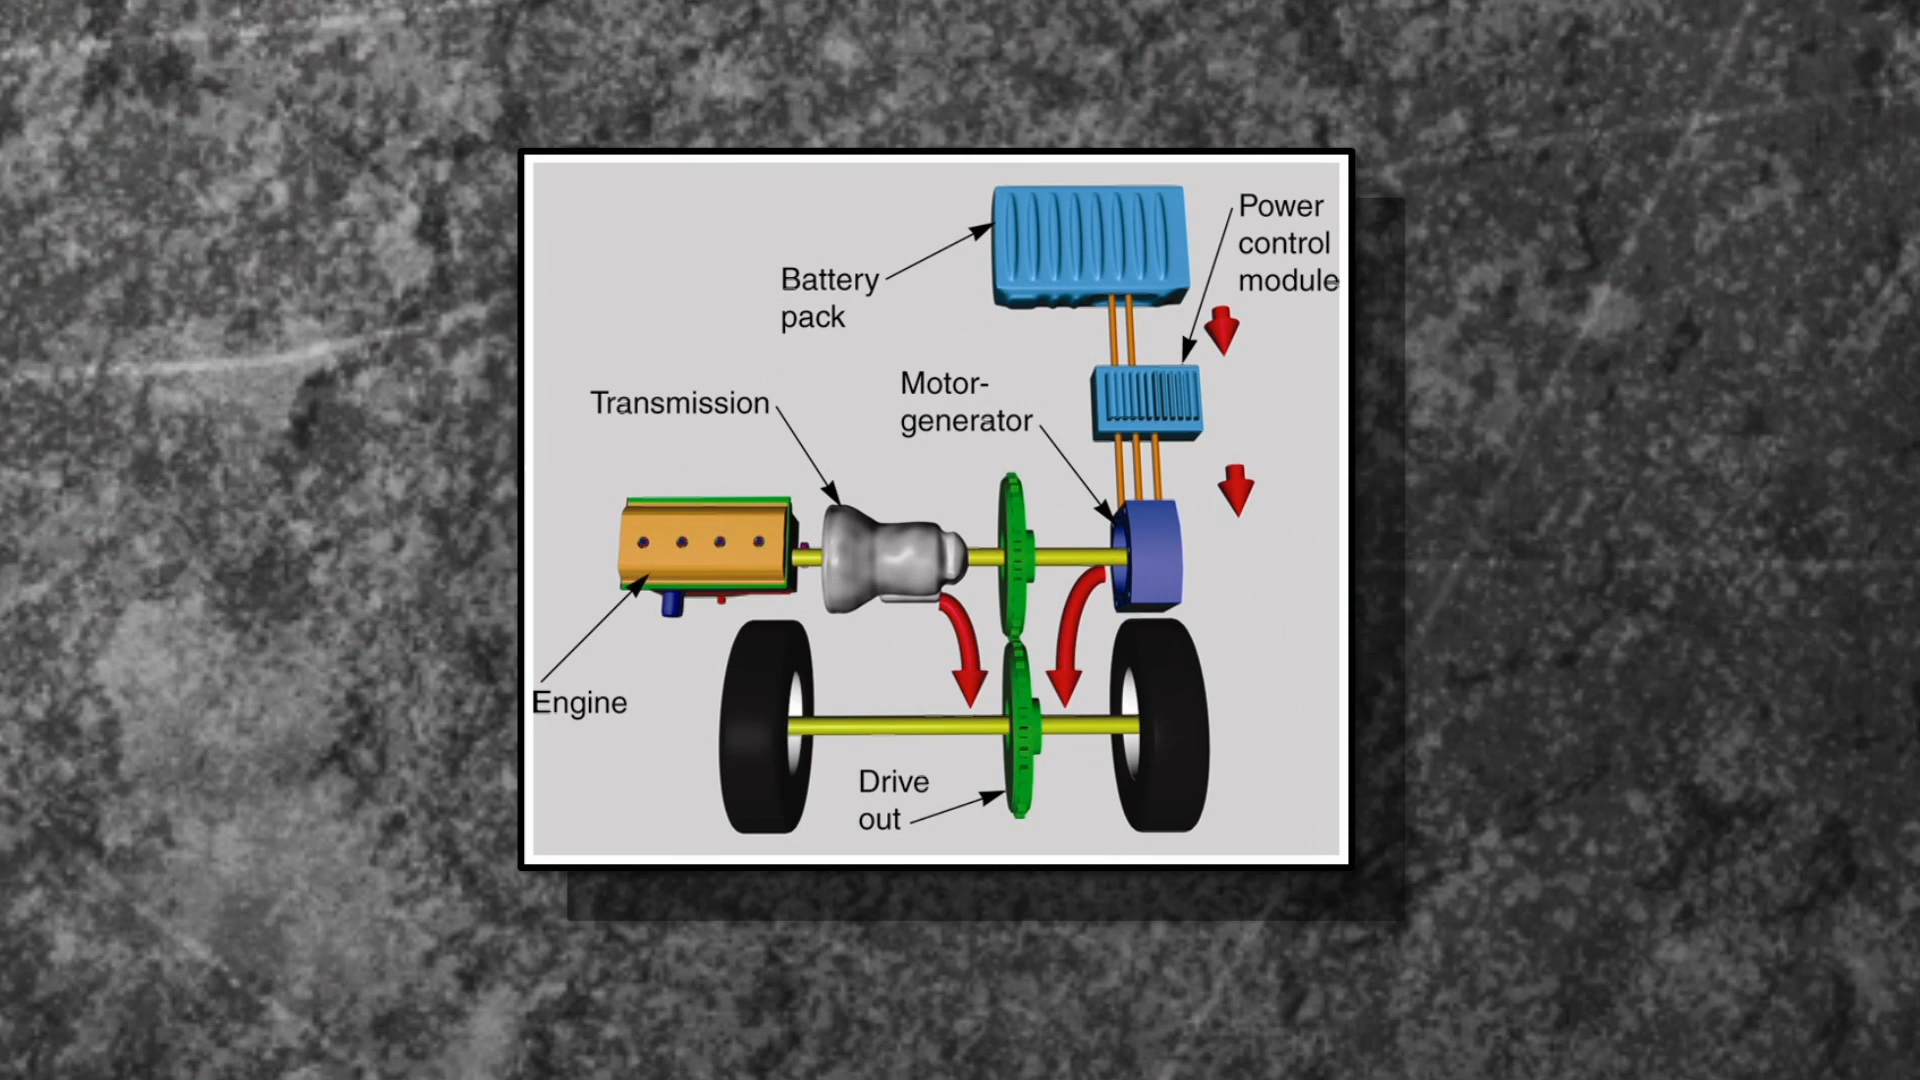 Power
control
module
Battery
pack
Motor-
generator
Transmission
Engine
Drive
out